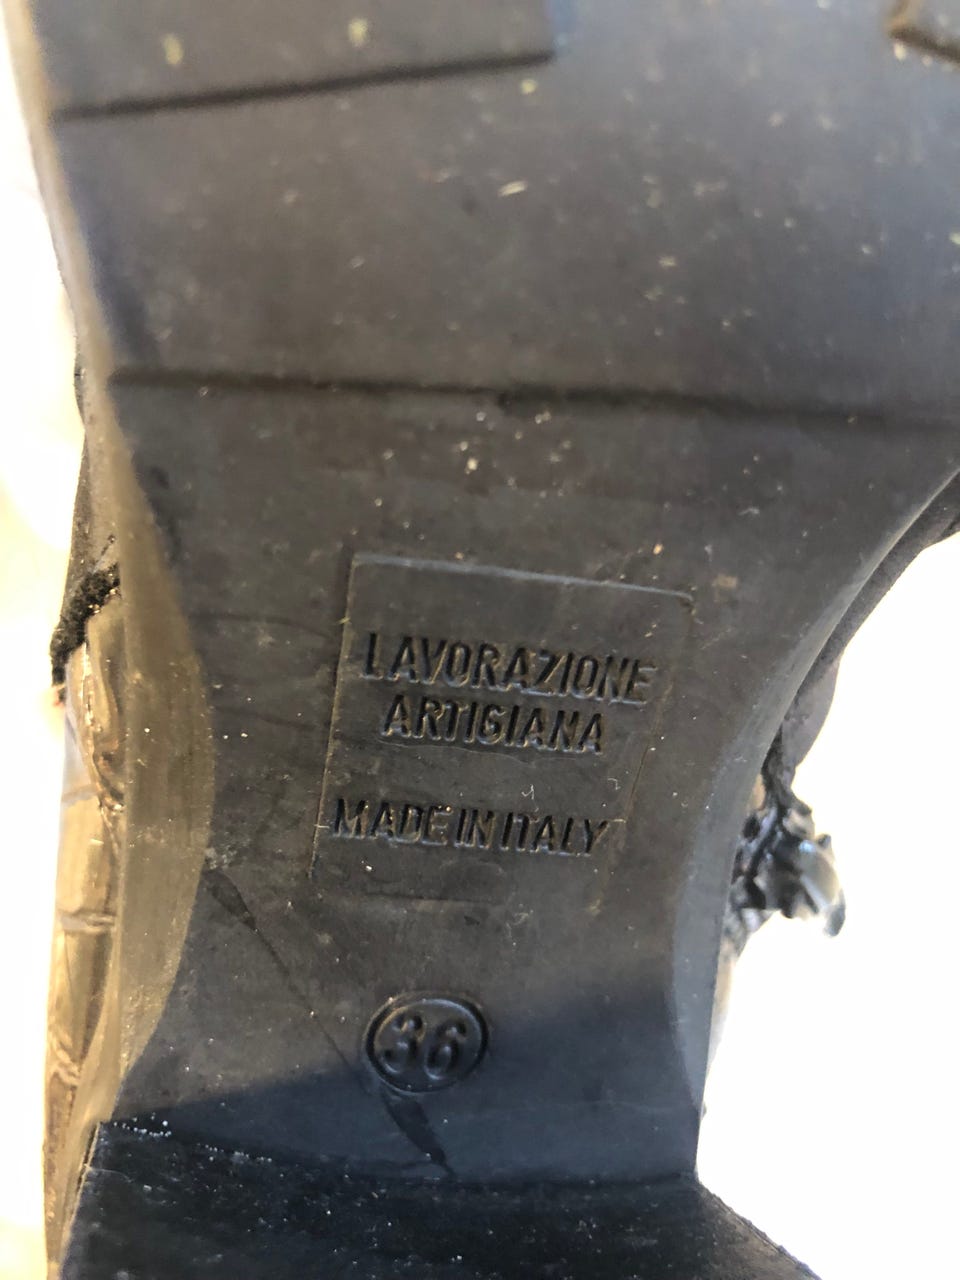 LAVORAZIONE
ARTIGIANA
MADE IN ITALY
36